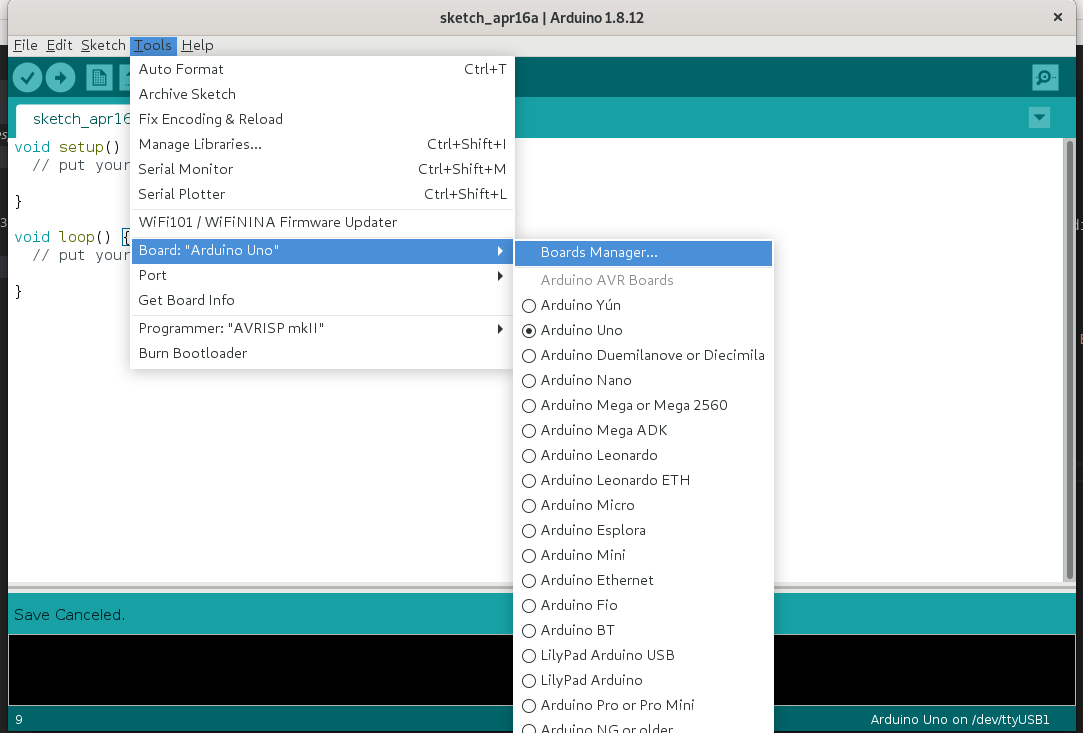 sketch_apr16a | Arduino 1.8.12
File Edit Sketch Tools Help
Auto Format Ctrl+T
Archive Sketch
Fix Encoding & Reload
Manage Libraries... Ctrl+Shift+I
Serial Monitor Ctrl+Shift+M
Serial Plotter Ctrl+Shift+L
WiFi101 / WiFiNINA Firmware Updater
Board: "Arduino Uno"
Port
Get Board Info
Programmer: "AVRISP mkII"
Burn Bootloader
Boards Manager...
Arduino AVR Boards
Arduino Yún
Arduino Uno
Arduino Duemilanove or Diecimila
Arduino Nano
Arduino Mega or Mega 2560
Arduino Mega ADK
Arduino Leonardo
Arduino Leonardo ETH
Arduino Micro
Arduino Esplora
Arduino Mini
Arduino Ethernet
Arduino Fio
Arduino BT
LilyPad Arduino USB
LilyPad Arduino
Arduino Pro or Pro Mini
Arduino NG or older
sketch_apr16
void setup()
// put your
}
void loop() {
// put your
}
Save Canceled.
9
Arduino Uno on /dev/ttyUSB1